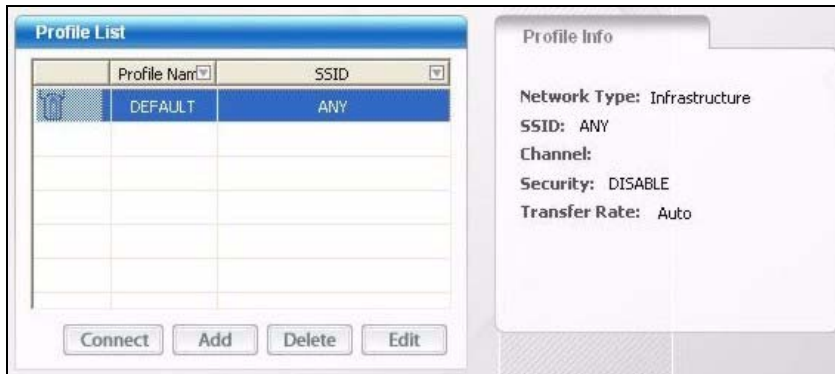 Profile List
Profile Nam SSID
DEFAULT ANY
Connect Add Delete Edit
Profile Info
Network Type: Infrastructure
SSID: ANY
Channel:
Security: DISABLE
Transfer Rate: Auto